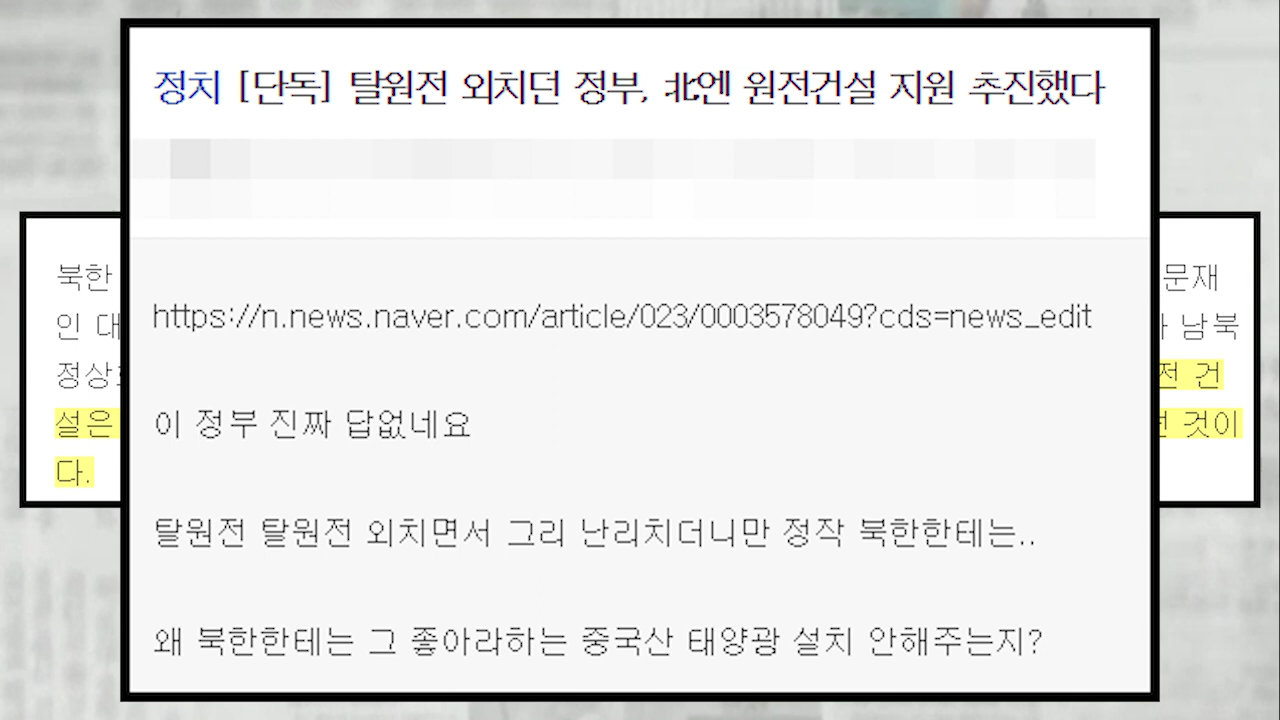 정치 [단독] 탈원전 외치던 정부, 北엔 원전건설 지원 추진했다
https://n.news.naver.com/article/023/0003578049?cds=news_edit
이 정부 진짜 답없네요
탈원전 탈원전 외치면서 그리 난리치더니만 정작 북한한테는..
왜 북한한테는 그 좋아라하는 중국산 태양광 설치 안해주는지?
북한 문재
인 대 남북
정상 전 건
설은 것이
다.